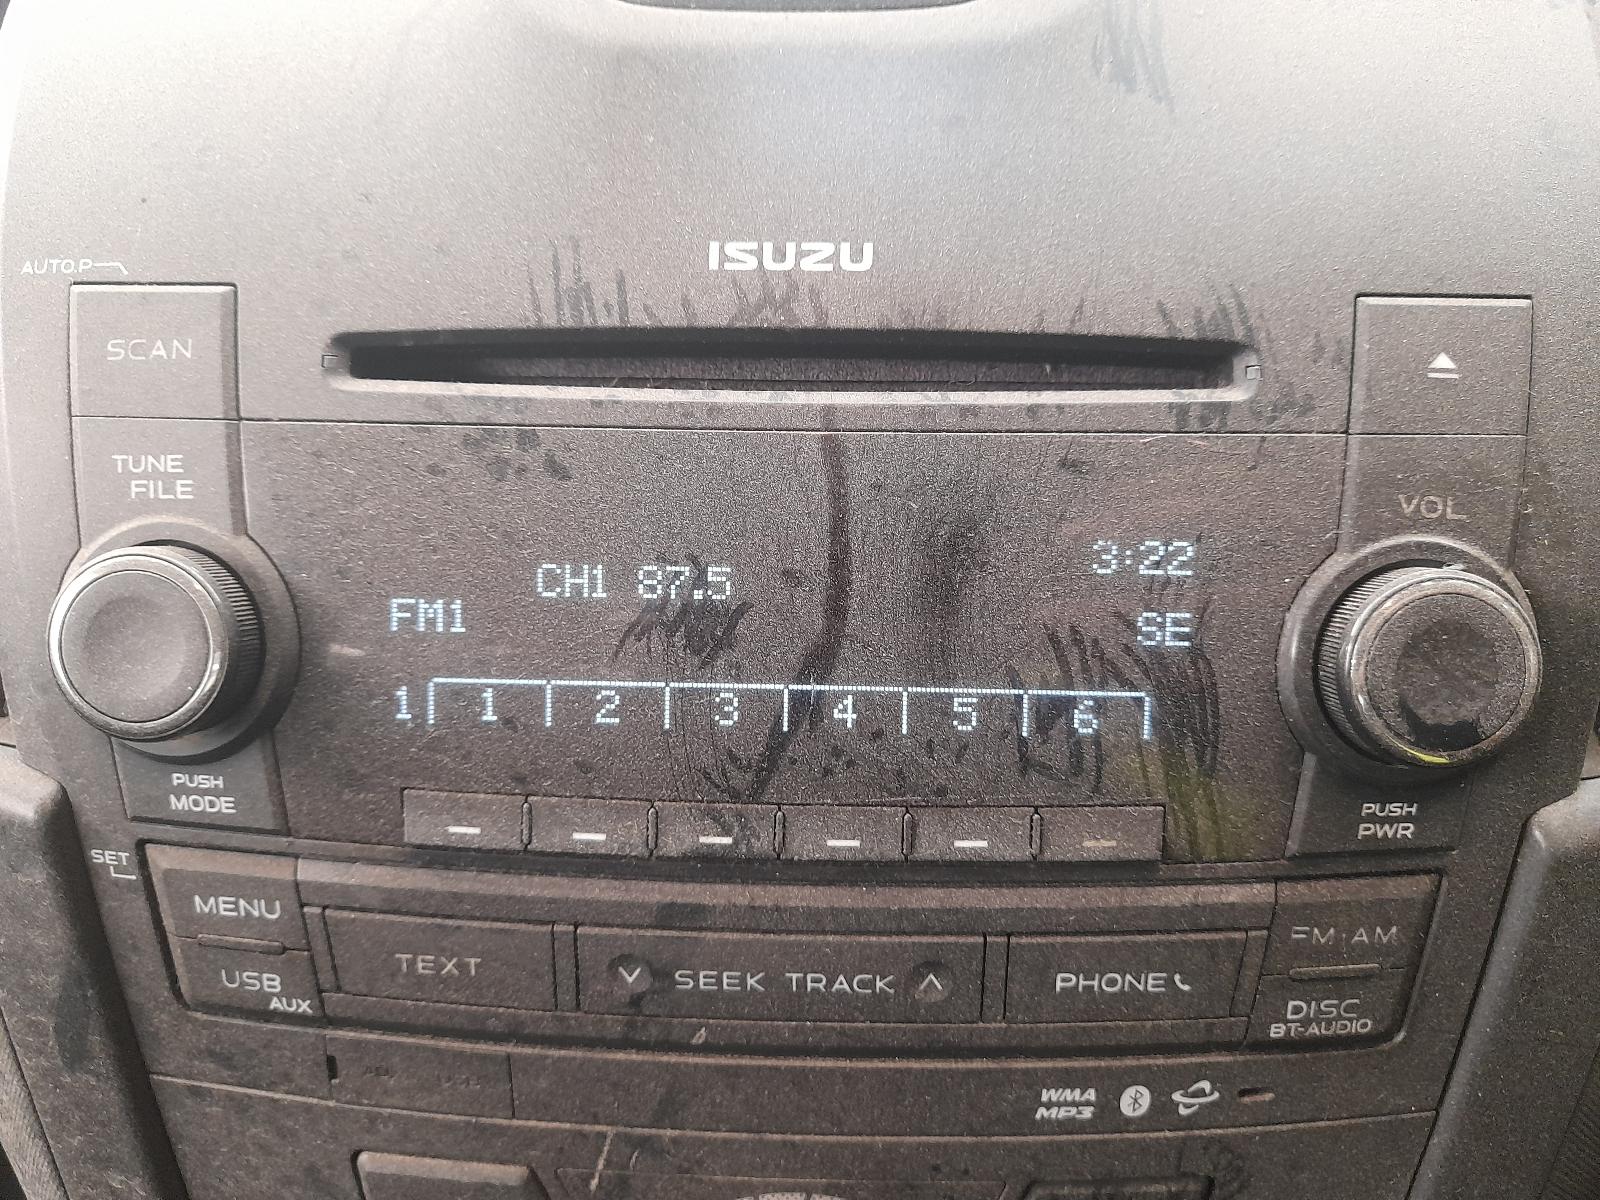 ISUZU
AUTO.P
SCAN
TUNE
FILE
VOL
3:22
CH1 87.5
FM1
SE
1 1 2 3 4 5 6
PUSH
MODE
PUSH
PWR
SET
MENU
FM AM
TEXT
SEEK TRACK
PHONE
USB
AUX
DISC
BT-AUDIO
WMA
MP3